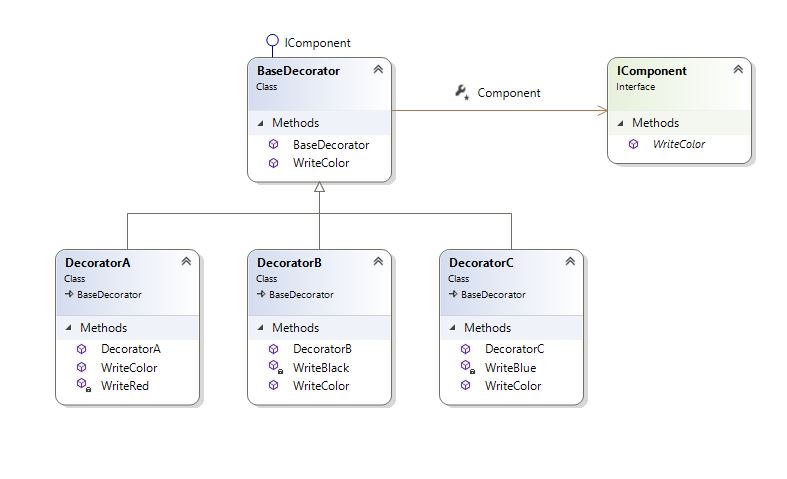 IComponent
BaseDecorator
Class
Methods
BaseDecorator
WriteColor
Component
IComponent
Interface
Methods
WriteColor
DecoratorA
Class
BaseDecorator
Methods
DecoratorA
WriteColor
WriteRed
DecoratorB
Class
BaseDecorator
Methods
DecoratorB
WriteBlack
WriteColor
DecoratorC
Class
BaseDecorator
Methods
DecoratorC
WriteBlue
WriteColor